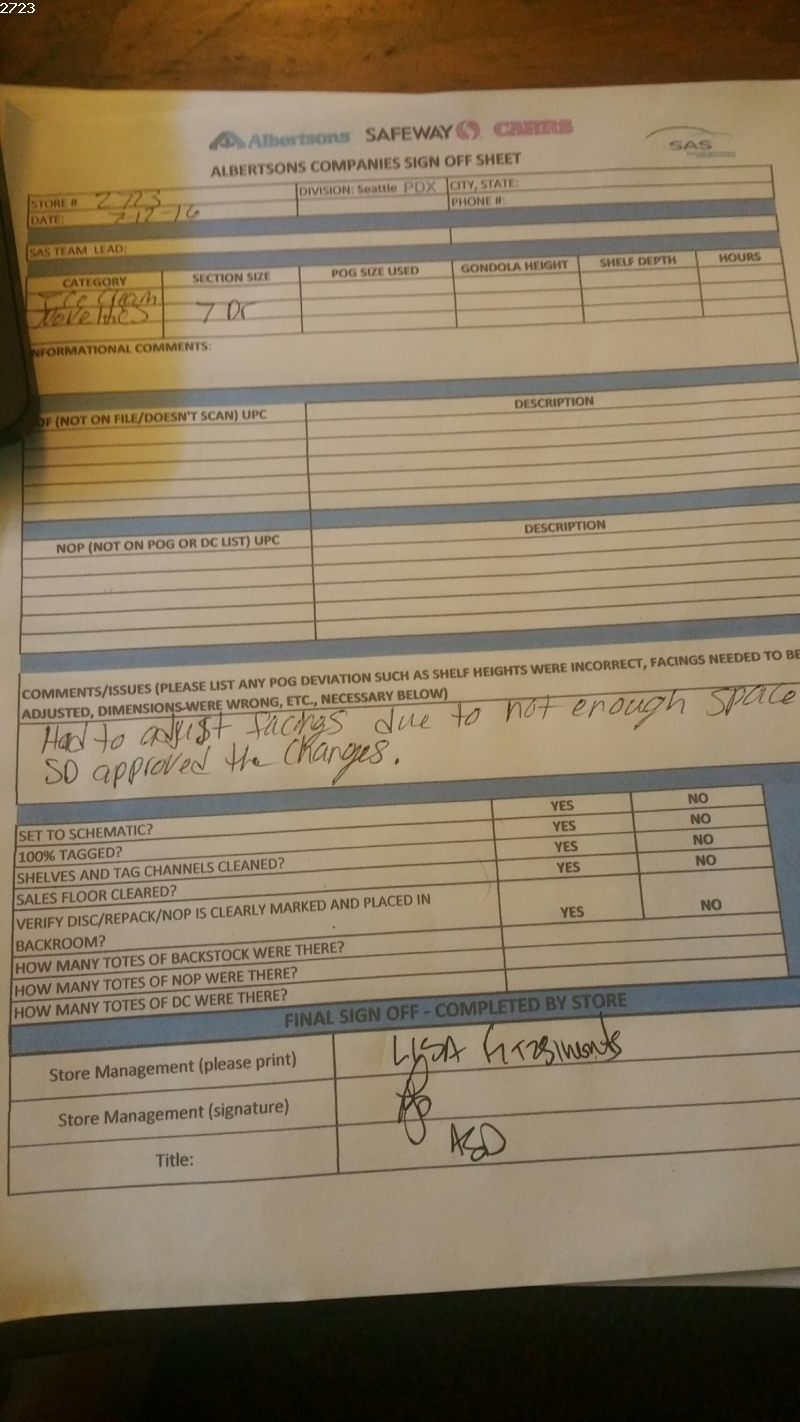 2723
Albertsons SAFEWAY CARRS
SAS
ALBERTSONS COMPANIES SIGN OFF SHEET
STORE # 2723 DIVISION: Seattle PDX CITY, STATE:
DATE: 7-12-16 PHONE #:
SAS TEAM LEAD:
CATEGORY SECTION SIZE POG SIZE USED GONDOLA HEIGHT SHELF DEPTH HOURS
Ice Cream
Novelties 7 Dr
NFORMATIONAL COMMENTS:
OF (NOT ON FILE/DOESN'T SCAN) UPC DESCRIPTION
NOP (NOT ON POG OR DC LIST) UPC DESCRIPTION
COMMENTS/ISSUES (PLEASE LIST ANY POG DEVIATION SUCH AS SHELF HEIGHTS WERE INCORRECT, FACINGS NEEDED TO BE
ADJUSTED, DIMENSIONS WERE WRONG, ETC., NECESSARY BELOW)
Had to adjust facings due to not enough space
SD approved the changes.
SET TO SCHEMATIC? YES NO
100% TAGGED? YES NO
SHELVES AND TAG CHANNELS CLEANED? YES NO
SALES FLOOR CLEARED? YES NO
VERIFY DISC/REPACK/NOP IS CLEARLY MARKED AND PLACED IN
BACKROOM? YES NO
HOW MANY TOTES OF BACKSTOCK WERE THERE?
HOW MANY TOTES OF NOP WERE THERE?
HOW MANY TOTES OF DC WERE THERE?
FINAL SIGN OFF - COMPLETED BY STORE
Store Management (please print) LISA
Store Management (signature)
Title: ASD